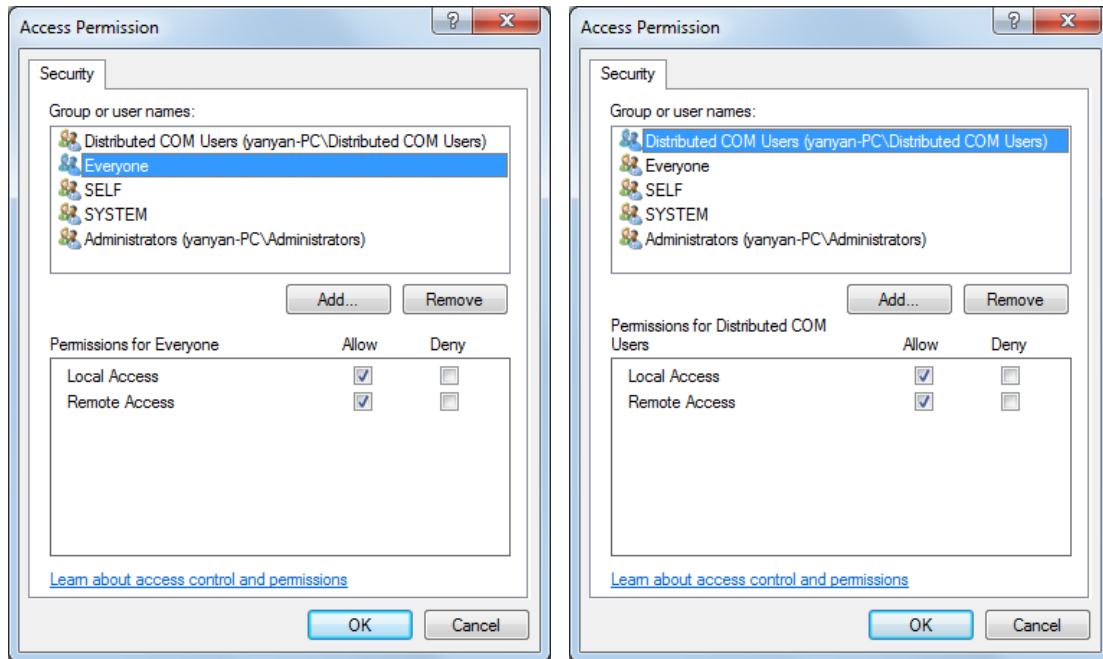 Access Permission
Security
Group or user names:
Distributed COM Users (yanyan-PC\Distributed COM Users)
Everyone
SELF
SYSTEM
Administrators (yanyan-PC\Administrators)
Add... Remove
Permissions for Everyone Allow Deny
Local Access
Remote Access
Learn about access control and permissions
OK Cancel
Access Permission
Security
Group or user names:
Distributed COM Users (yanyan-PC\Distributed COM Users)
Everyone
SELF
SYSTEM
Administrators (yanyan-PC\Administrators)
Add... Remove
Permissions for Distributed COM
Users Allow Deny
Local Access
Remote Access
Learn about access control and permissions
OK Cancel